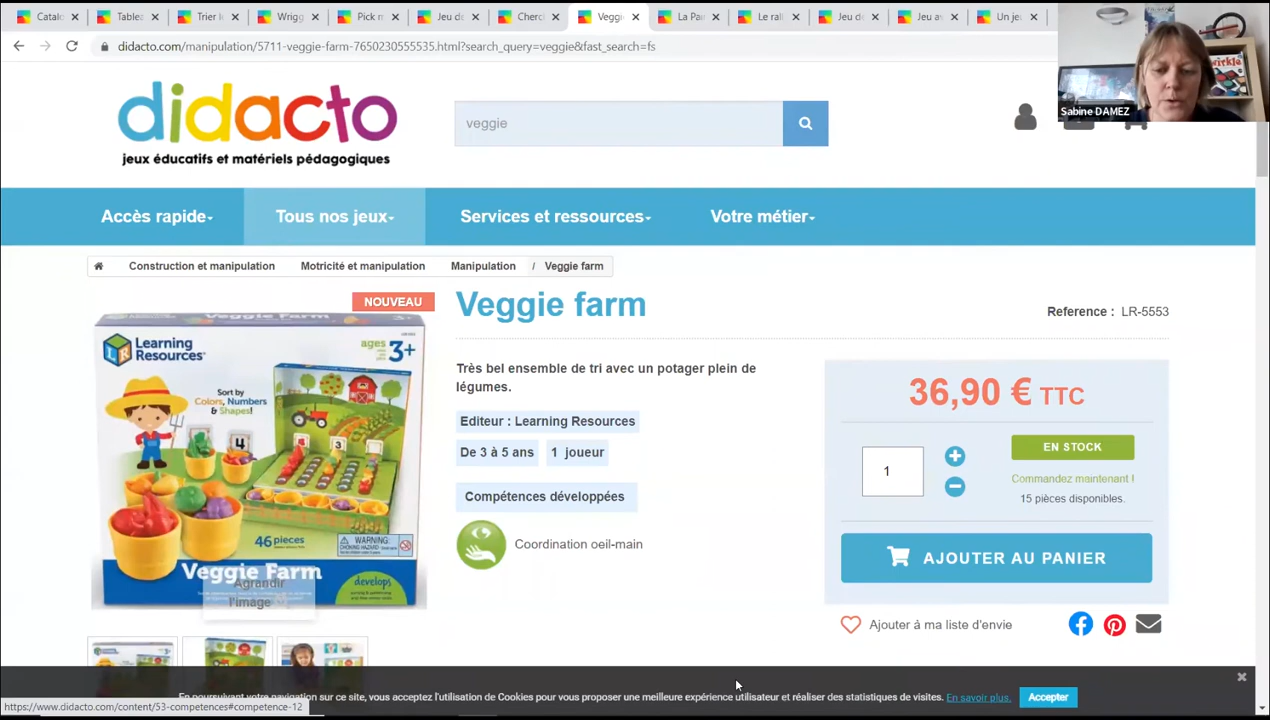 Catalo
Tablea
Trier l
Wrigg
Pick m
Jeu de
Cherch
Veggi
La Pai
Le rall
Jeu de
Jeu av
Un jeu
didacto.com/manipulation/5711-veggie-farm-7650230555535.html?search_query=veggie&fast_search=fs
Sabine DAMEZ
didacto
jeux éducatifs et matériels pédagogiques
veggie
Accès rapide
Tous nos jeux
Services et ressources
Votre métier
Construction et manipulation
Motricité et manipulation
Manipulation
/ Veggie farm
NOUVEAU
Veggie farm
Reference : LR-5553
Très bel ensemble de tri avec un potager plein de
légumes.
Editeur : Learning Resources
De 3 à 5 ans
1 joueur
Compétences développées
Coordination oeil-main
36,90 € TTC
1
EN STOCK
Commandez maintenant !
15 pièces disponibles.
AJOUTER AU PANIER
Ajouter à ma liste d'envie
Veggie Farm
Learning
Resources
ages
3+
Sort by
Colors, Numbers
& Shapes!
4
3
46 pieces
WARNING:
CHOKING HAZARD
Veggie Farm
develops
Agrandir
l'image
En poursuivant votre navigation sur ce site, vous acceptez l'utilisation de Cookies pour vous proposer une meilleure expérience utilisateur et réaliser des statistiques de visites. En savoir plus.
Accepter
https://www.didacto.com/content/53-competences#competence-12